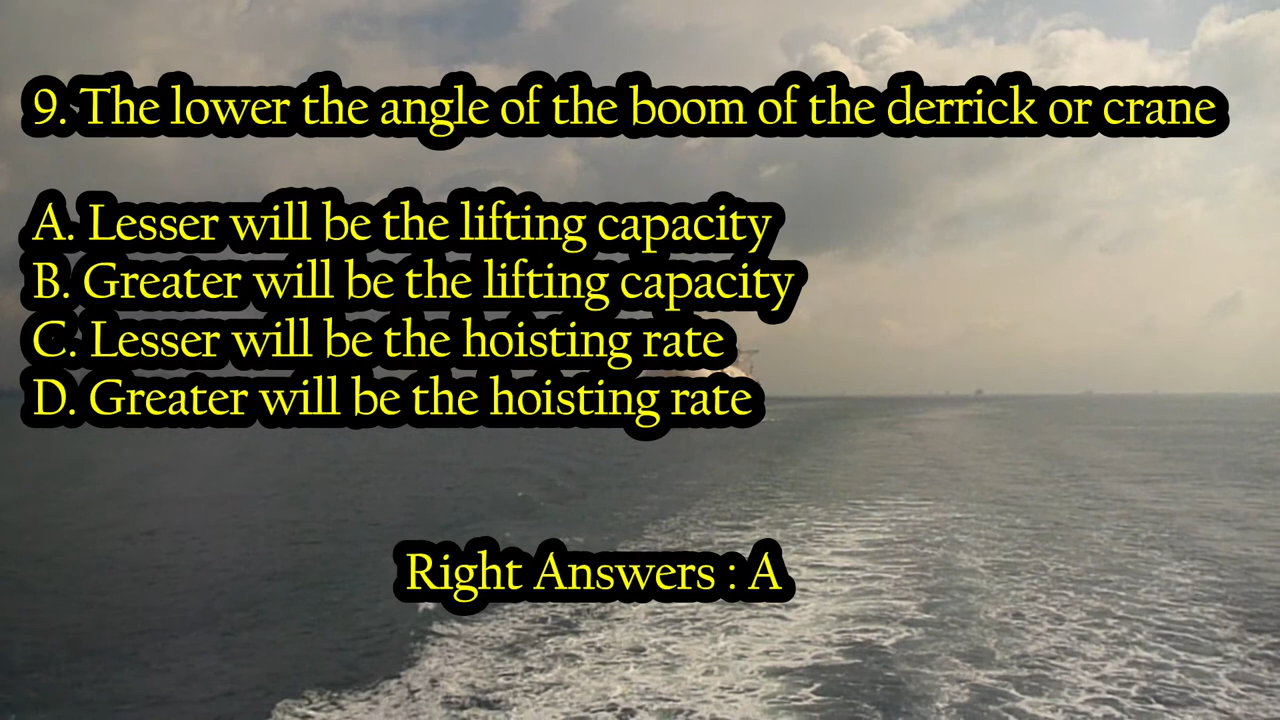 9. The lower the angle of the boom of the derrick or crane
A. Lesser will be the lifting capacity
B. Greater will be the lifting capacity
C. Lesser will be the hoisting rate
D. Greater will be the hoisting rate
Right Answers : A